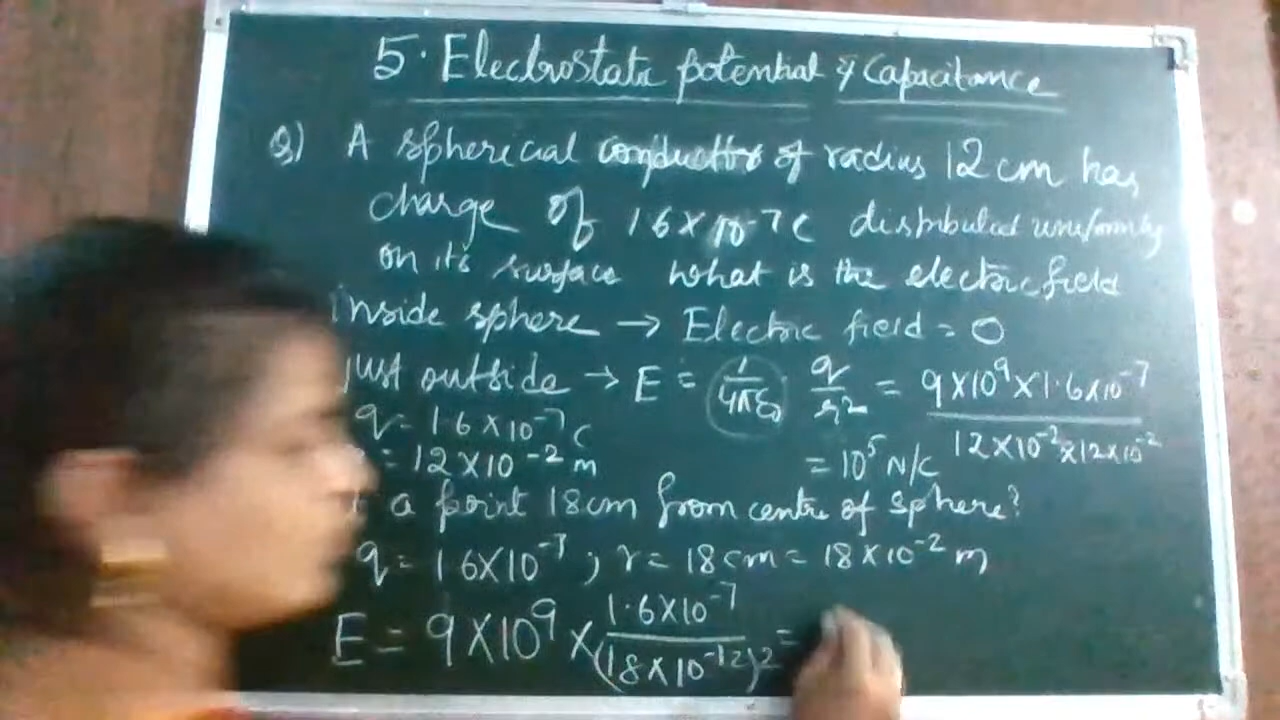 5. Electrostatic potential & Capacitance
Q) A spherical conductor of radius 12 cm has
charge of 1.6 × 10⁻⁷ C distributed uniformly
on its surface what is the electric field
Inside sphere → Electric field = 0
just outside → E = 1/4πε₀ q/r² = 9×10⁹ × 1.6×10⁻⁷ / 12×10⁻² × 12×10⁻²
q = 1.6 × 10⁻⁷ C
= 12×10⁻² m = 10⁵ N/C
a point 18cm from centre of sphere?
q = 1.6×10⁻⁷ ; r = 18 cm = 18 × 10⁻² m
E = 9×10⁹ × 1.6×10⁻⁷ / (18×10⁻¹²)² =